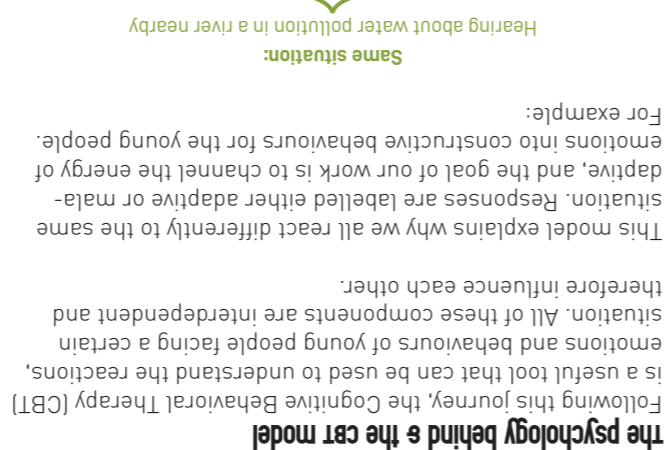 the psychology behind & the CBT model
Following this journey, the Cognitive Behavioral Therapy (CBT)
is a useful tool that can be used to understand the reactions,
emotions and behaviours of young people facing a certain
situation. All of these components are interdependent and
therefore influence each other.
This model explains why we all react differently to the same
situation. Responses are labelled either adaptive or mala-
daptive, and the goal of our work is to channel the energy of
emotions into constructive behaviours for the young people.
For example:
Same situation:
Hearing about water pollution in a river nearby